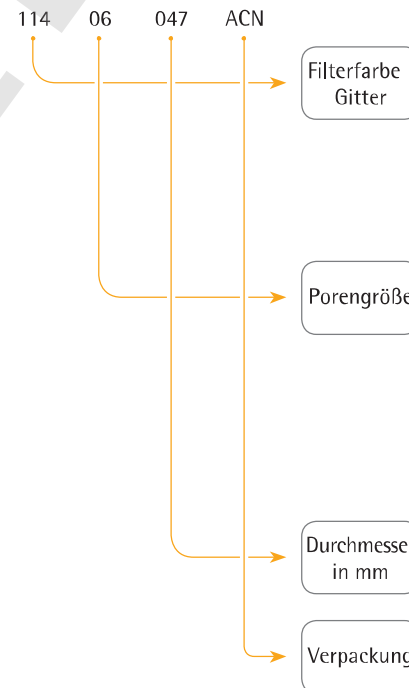 114 06 047 ACN
Filterfarbe
Gitter
Porengröße
Durchmesse
in mm
Verpackung